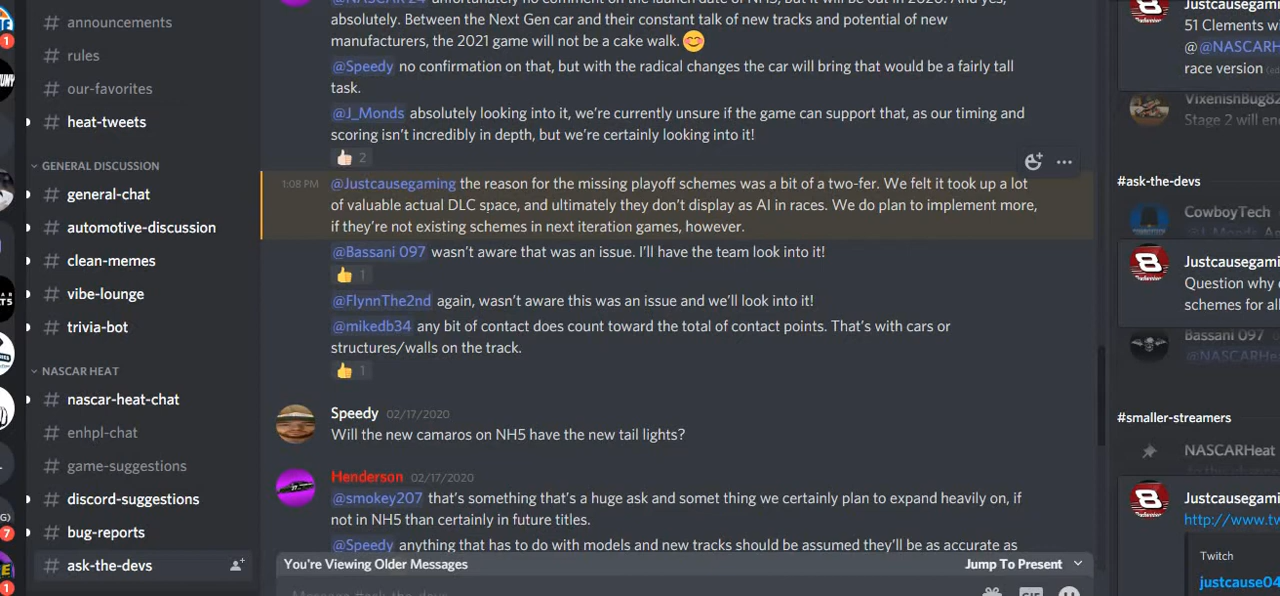 announcements
rules
our-favorites
heat-tweets
GENERAL DISCUSSION
general-chat
automotive-discussion
clean-memes
vibe-lounge
trivia-bot
NASCAR HEAT
nascar-heat-chat
enhpl-chat
game-suggestions
discord-suggestions
bug-reports
ask-the-devs
absolutely. Between the Next Gen car and their constant talk of new tracks and potential of new
manufacturers, the 2021 game will not be a cake walk. 😊
@Speedy no confirmation on that, but with the radical changes the car will bring that would be a fairly tall
task.
@J_Monds absolutely looking into it, we're currently unsure if the game can support that, as our timing and
scoring isn't incredibly in depth, but we're certainly looking into it!
2
1:08 PM @Justcausegaming the reason for the missing playoff schemes was a bit of a two-fer. We felt it took up a lot
of valuable actual DLC space, and ultimately they don't display as AI in races. We do plan to implement more,
if they're not existing schemes in next iteration games, however.
@Bassani 097 wasn't aware that was an issue. I'll have the team look into it!
1
@FlynnThe2nd again, wasn't aware this was an issue and we'll look into it!
@mikedb34 any bit of contact does count toward the total of contact points. That's with cars or
structures/walls on the track.
1
Speedy 02/17/2020
Will the new camaros on NH5 have the new tail lights?
Henderson 02/17/2020
@smokey207 that's something that's a huge ask and somet thing we certainly plan to expand heavily on, if
not in NH5 than certainly in future titles.
@Speedy anything that has to do with models and new tracks should be assumed they'll be as accurate as
You're Viewing Older Messages Jump To Present
Justcausegami
51 Clements wi
@@NASCARH
race version
VixenishBug82
Stage 2 will en
#ask-the-devs
CowboyTech
Justcausegami
Question why
schemes for all
Bassani 097
@NASCARHe
#smaller-streamers
NASCARHeat
Justcausegami
http://www.tw
Twitch
justcause04